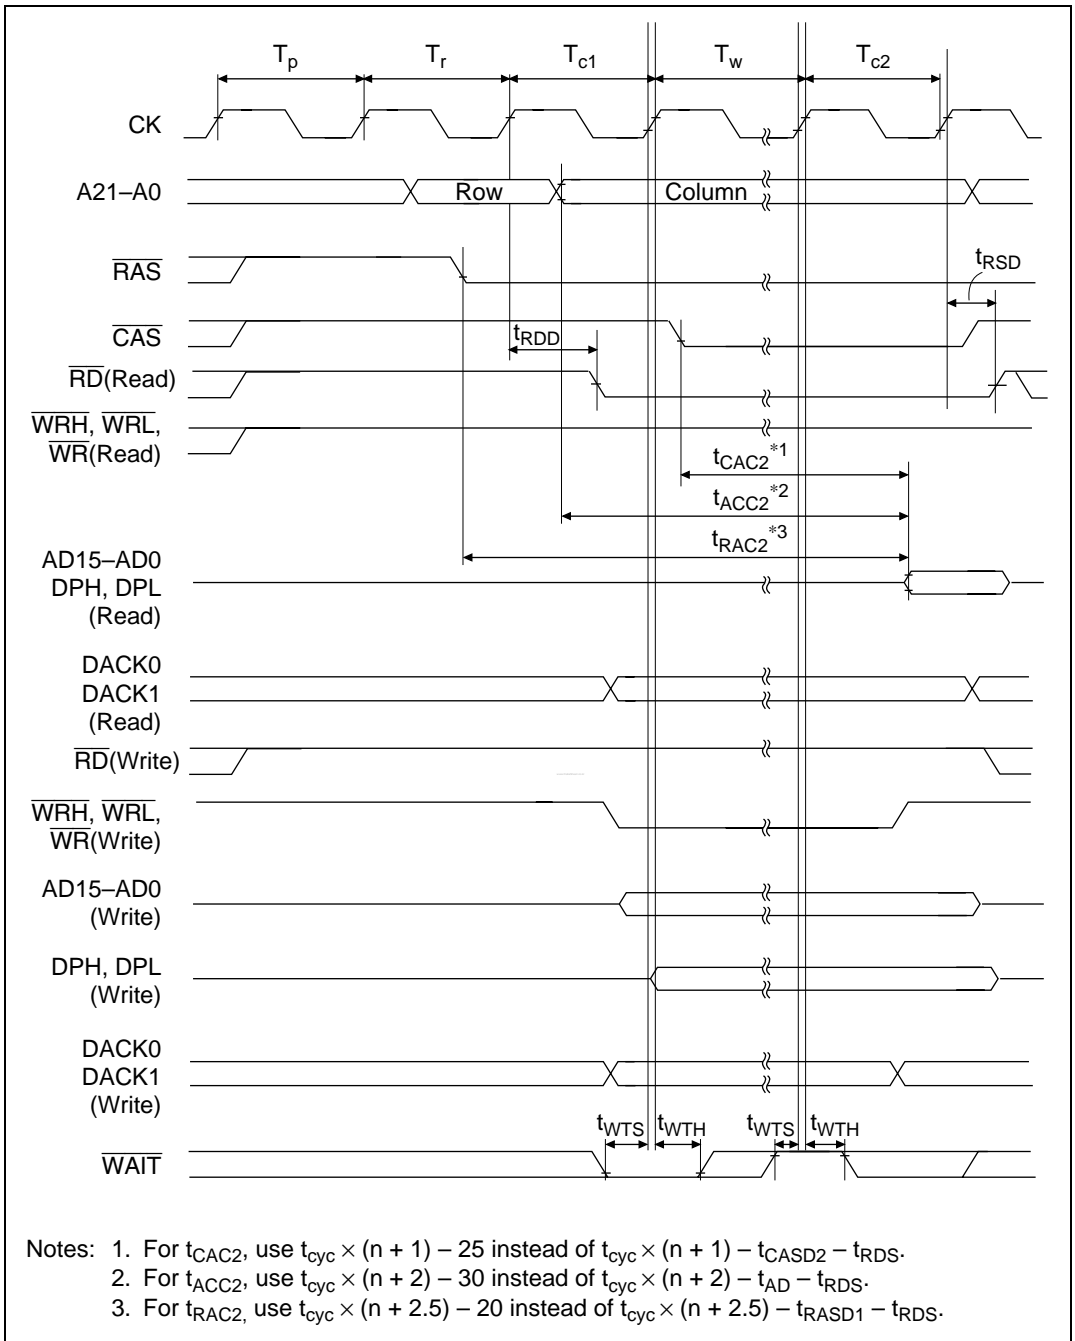 Tp Tr Tc1 Tw Tc2
CK
A21–A0 Row Column
RAS
tRSD
CAS
tRDD
RD(Read)
WRH, WRL,
WR(Read)
tCAC2*1
tACC2*2
tRAC2*3
AD15–AD0
DPH, DPL
(Read)
DACK0
DACK1
(Read)
RD(Write)
WRH, WRL,
WR(Write)
AD15–AD0
(Write)
DPH, DPL
(Write)
DACK0
DACK1
(Write)
tWTS tWTH tWTS tWTH
WAIT
Notes: 1. For tCAC2, use tcyc × (n + 1) – 25 instead of tcyc × (n + 1) – tCASD2 – tRDS.
2. For tACC2, use tcyc × (n + 2) – 30 instead of tcyc × (n + 2) – tAD – tRDS.
3. For tRAC2, use tcyc × (n + 2.5) – 20 instead of tcyc × (n + 2.5) – tRASD1 – tRDS.